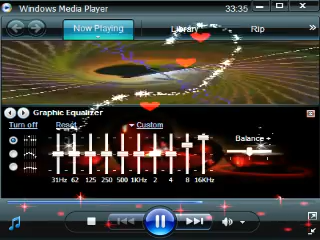 Windows Media Player 33:35
Now Playing Library Rip »
Graphic Equalizer
Turn off Reset Custom
Balance
31Hz 62 125 250 500 1KHz 2 4 8 16KHz